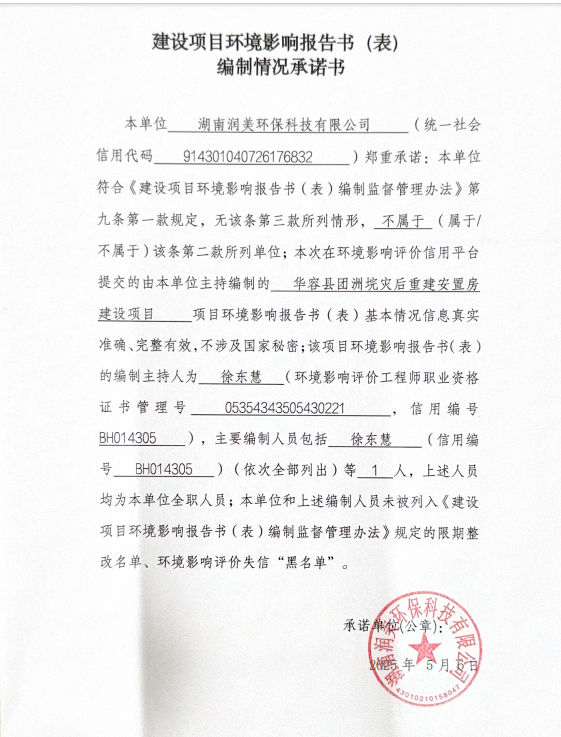 建设项目环境影响报告书（表）
编制情况承诺书
本单位 湖南润美环保科技有限公司 （统一社会
信用代码 914301040726176832 ）郑重承诺：本单位
符合《建设项目环境影响报告书（表）编制监督管理办法》第
九条第一款规定，无该条第三款所列情形， 不属于 （属于/
不属于）该条第二款所列单位；本次在环境影响评价信用平台
提交的由本单位主持编制的 华容县团洲垸灾后重建安置房
建设项目 项目环境影响报告书（表）基本情况信息真实
准确、完整有效，不涉及国家秘密；该项目环境影响报告书（表）
的编制主持人为 徐东慧 （环境影响评价工程师职业资格
证书管理号 05354343505430221 ，信用编号
BH014305 ），主要编制人员包括 徐东慧 （信用编
号 BH014305 ）（依次全部列出）等 1 人，上述人员
均为本单位全职人员；本单位和上述编制人员未被列入《建设
项目环境影响报告书（表）编制监督管理办法》规定的限期整
改名单、环境影响评价失信“黑名单”。
承诺单位(公章)：
2025 年 5 月 6 日
湖南润美环保科技有限公司
43010210158047